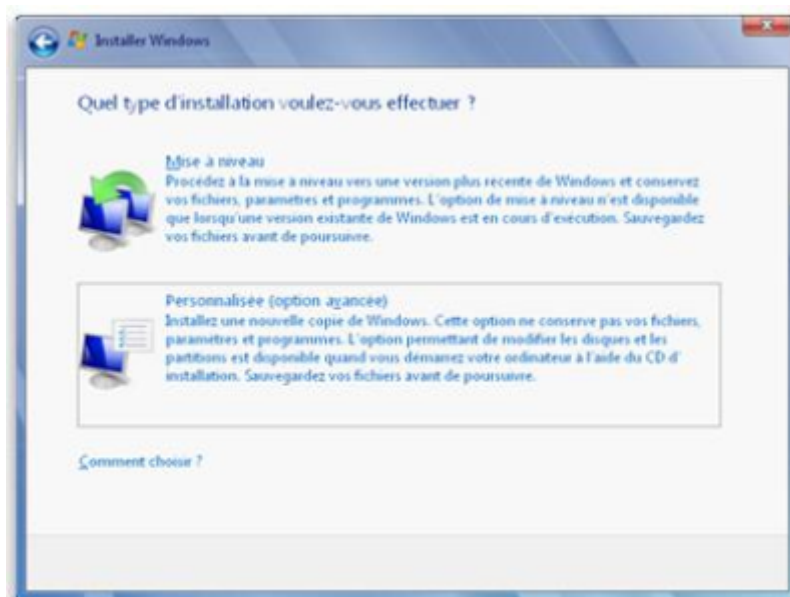 Installer Windows
Quel type d'installation voulez-vous effectuer ?
Mise à niveau
Procédez à la mise à niveau vers une version plus récente de Windows et conservez
vos fichiers, paramètres et programmes. L'option de mise à niveau n'est disponible
que lorsqu'une version existante de Windows est en cours d'exécution. Sauvegardez
vos fichiers avant de poursuivre.
Personnalisée (option avancée)
Installez une nouvelle copie de Windows. Cette option ne conserve pas vos fichiers,
paramètres et programmes. L'option permettant de modifier les disques et les
partitions est disponible quand vous démarrez votre ordinateur à l'aide du CD d'
installation. Sauvegardez vos fichiers avant de poursuivre.
Comment choisir ?